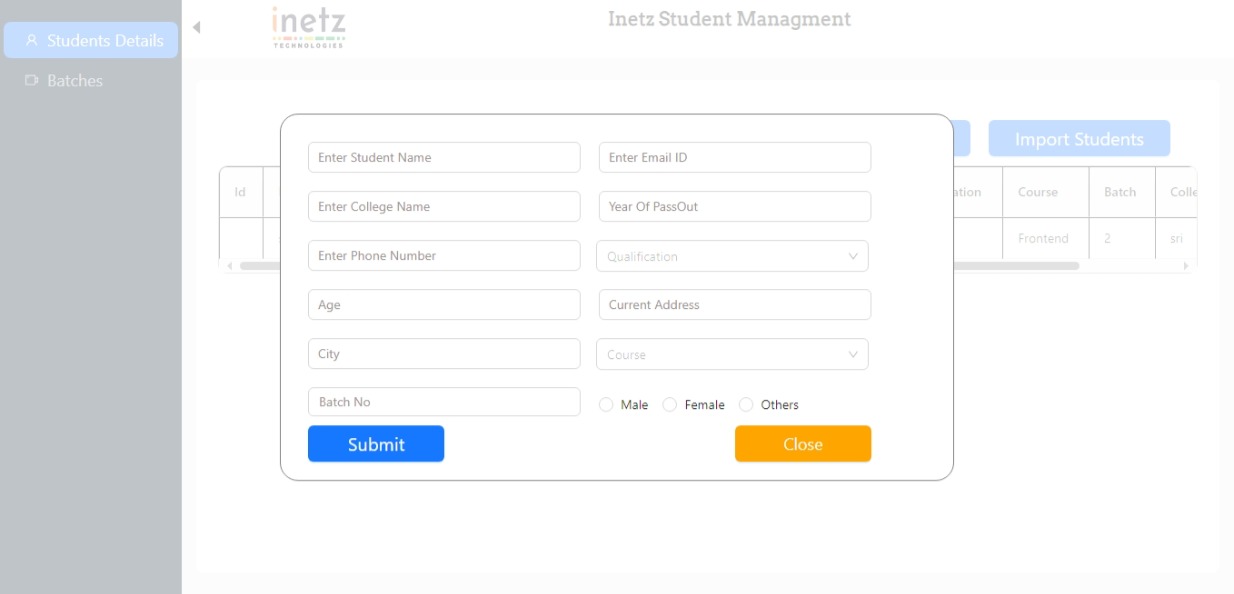 Students Details
Batches
inetz
TECHNOLOGIES
Inetz Student Managment
Import Students
Id
Course
Batch
Frontend
2
sri
Enter Student Name
Enter Email ID
Enter College Name
Year Of PassOut
Enter Phone Number
Qualification
Age
Current Address
City
Course
Batch No
Male
Female
Others
Submit
Close